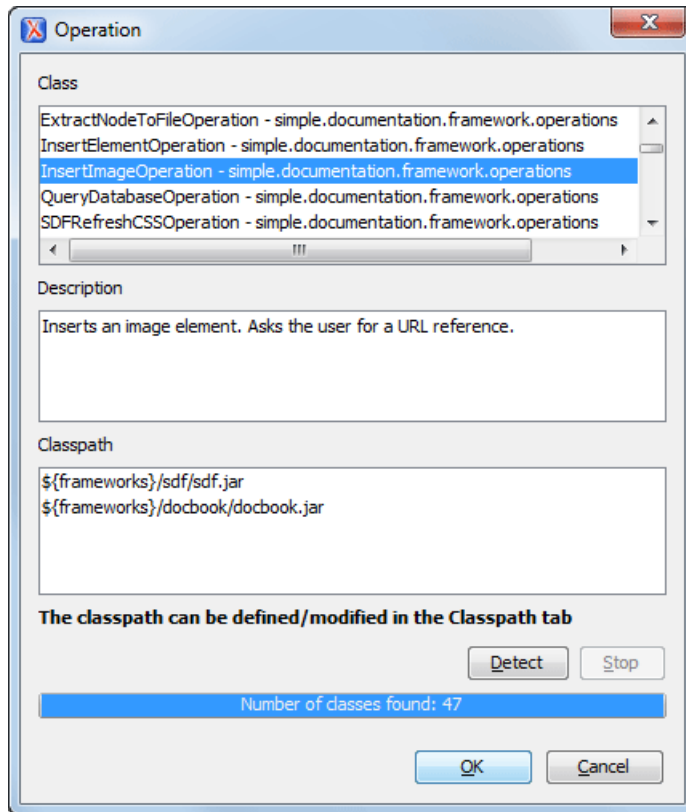 Operation
Class
ExtractNodeToFileOperation - simple.documentation.framework.operations
InsertElementOperation - simple.documentation.framework.operations
InsertImageOperation - simple.documentation.framework.operations
QueryDatabaseOperation - simple.documentation.framework.operations
SDFRefreshCSSOperation - simple.documentation.framework.operations
Description
Inserts an image element. Asks the user for a URL reference.
Classpath
${frameworks}/sdf/sdf.jar
${frameworks}/docbook/docbook.jar
The classpath can be defined/modified in the Classpath tab
Detect Stop
Number of classes found: 47
OK Cancel